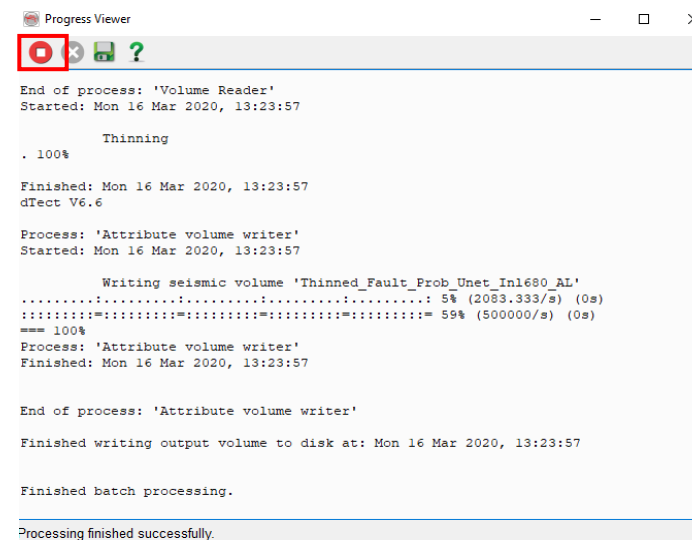 Progress Viewer
End of process: 'Volume Reader'
Started: Mon 16 Mar 2020, 13:23:57
Thinning
. 100%
Finished: Mon 16 Mar 2020, 13:23:57
dTect V6.6
Process: 'Attribute volume writer'
Started: Mon 16 Mar 2020, 13:23:57
Writing seismic volume 'Thinned_Fault_Prob_Unet_Inl680_AL'
.........:.........:.........:.........:.........: 5% (2083.333/s) (0s)
:::::::::=:::::::::=:::::::::=:::::::::=:::::::::= 59% (500000/s) (0s)
=== 100%
Process: 'Attribute volume writer'
Finished: Mon 16 Mar 2020, 13:23:57
End of process: 'Attribute volume writer'
Finished writing output volume to disk at: Mon 16 Mar 2020, 13:23:57
Finished batch processing.
Processing finished successfully.